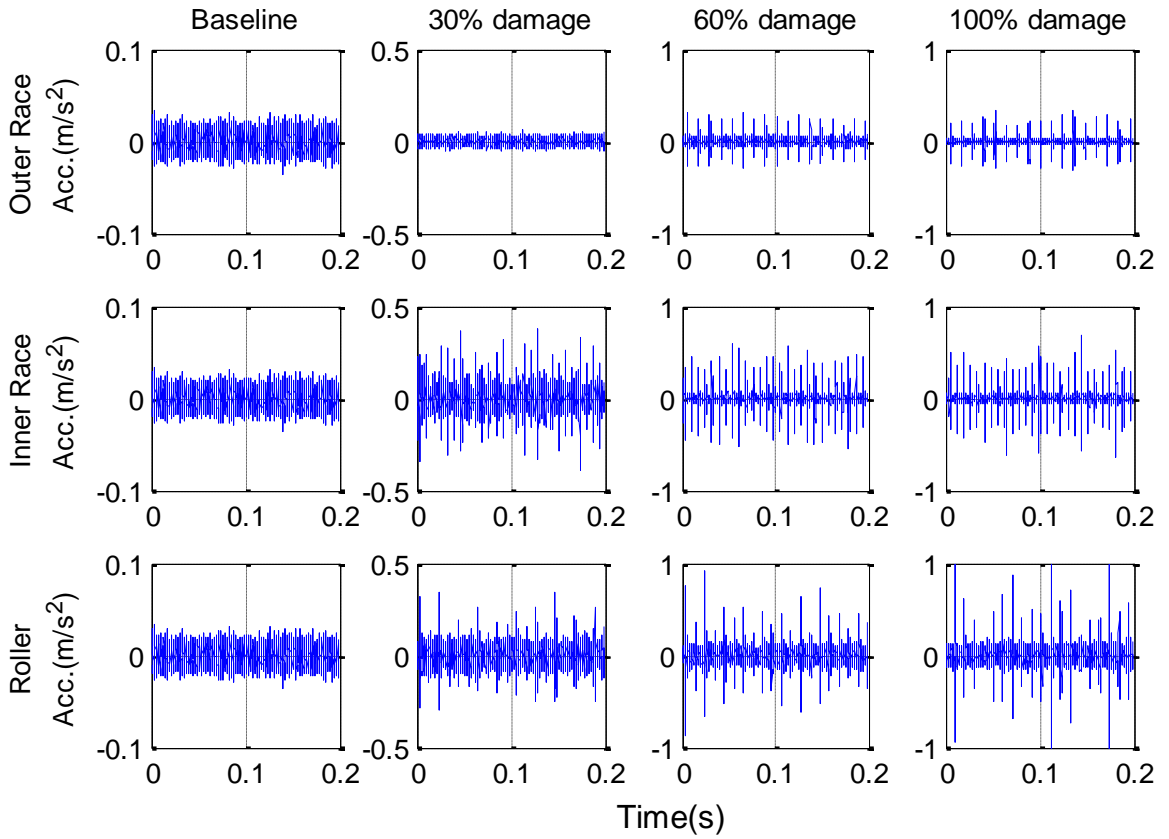 Baseline 30% damage 60% damage 100% damage
Outer Race
Acc.(m/s²)
0.1 0.5 1 1
0 0 0 0
-0.1 -0.5 -1 -1
0 0.1 0.2 0 0.1 0.2 0 0.1 0.2 0 0.1 0.2
Inner Race
Acc.(m/s²)
0.1 0.5 1 1
0 0 0 0
-0.1 -0.5 -1 -1
0 0.1 0.2 0 0.1 0.2 0 0.1 0.2 0 0.1 0.2
Roller
Acc.(m/s²)
0.1 0.5 1 1
0 0 0 0
-0.1 -0.5 -1 -1
0 0.1 0.2 0 0.1 0.2 0 0.1 0.2 0 0.1 0.2
Time(s)